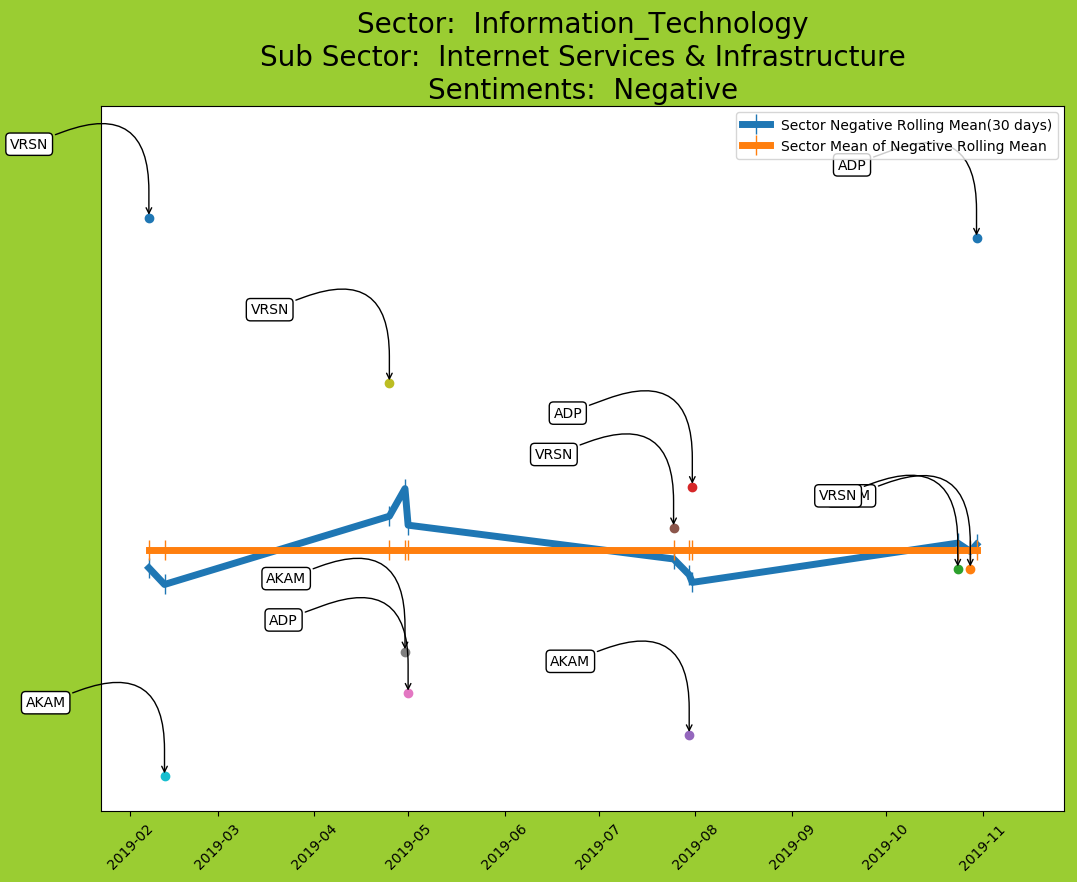 Sector:  Information_Technology
Sub Sector:  Internet Services & Infrastructure
Sentiments:  Negative
Sector Negative Rolling Mean(30 days)
Sector Mean of Negative Rolling Mean
VRSN
ADP
VRSN
ADP
VRSN
VRSN
M
AKAM
ADP
AKAM
AKAM
2019-02
2019-03
2019-04
2019-05
2019-06
2019-07
2019-08
2019-09
2019-10
2019-11